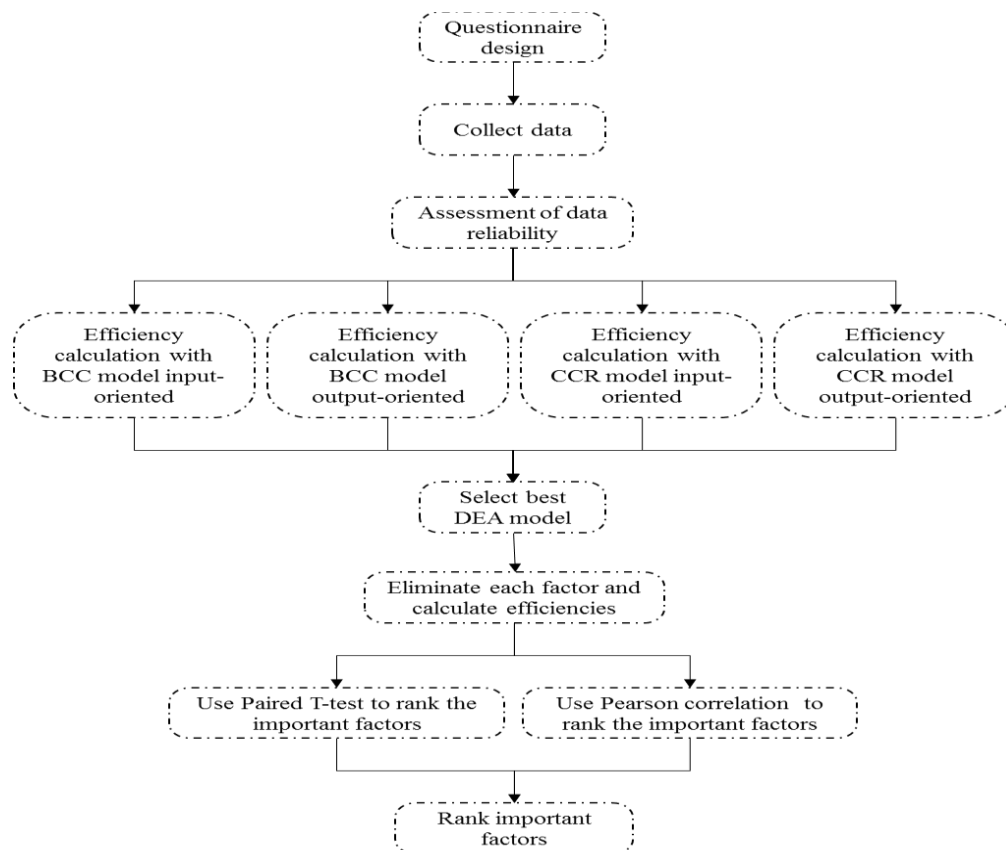 Questionnaire
design
Collect data
Assessment of data
reliability
Efficiency
calculation with
BCC model input-
oriented
Efficiency
calculation with
BCC model
output-oriented
Efficiency
calculation with
CCR model input-
oriented
Efficiency
calculation with
CCR model
output-oriented
Select best
DEA model
Eliminate each factor and
calculate efficiencies
Use Paired T-test to rank the
important factors
Use Pearson correlation to
rank the important factors
Rank important
factors